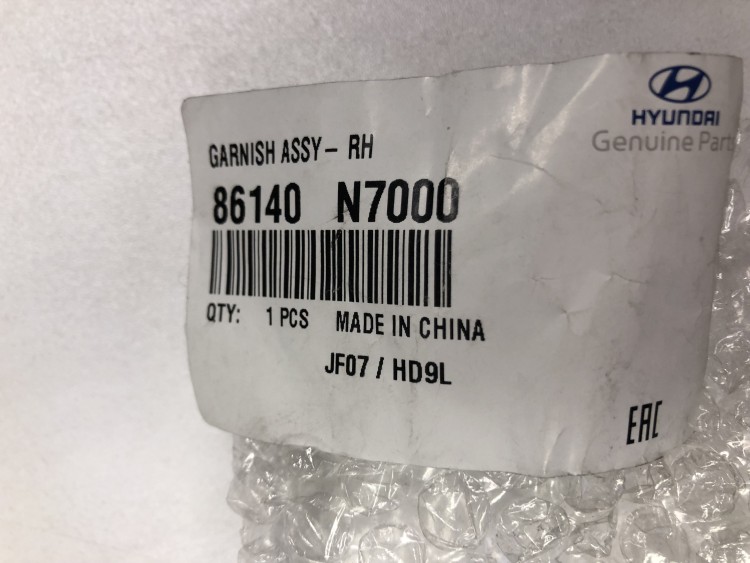 HYUNDAI
Genuine Parts
GARNISH ASSY- RH
86140 N7000
QTY: 1 PCS MADE IN CHINA
JF07 / HD9L
EAC